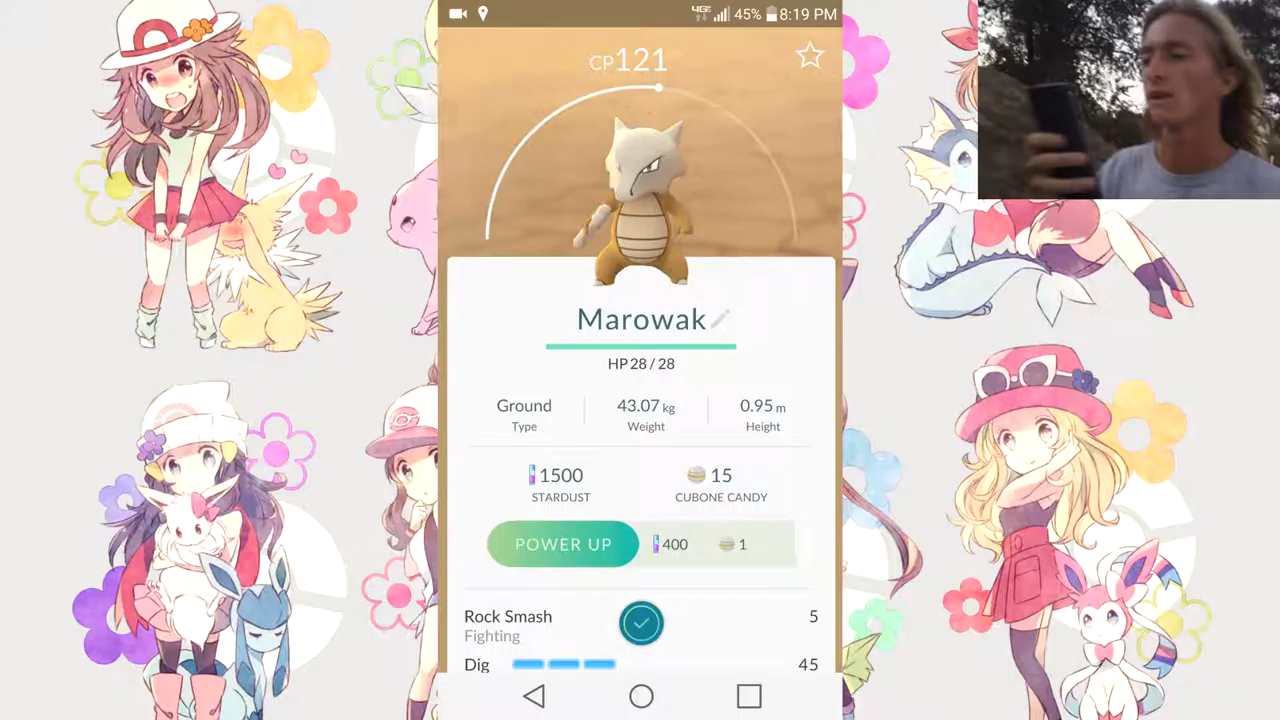 4GE 45% 8:19 PM
CP121
Marowak
HP 28 / 28
Ground 43.07 kg 0.95 m
Type Weight Height
1500 15
STARDUST CUBONE CANDY
POWER UP 400 1
Rock Smash 5
Fighting
Dig 45